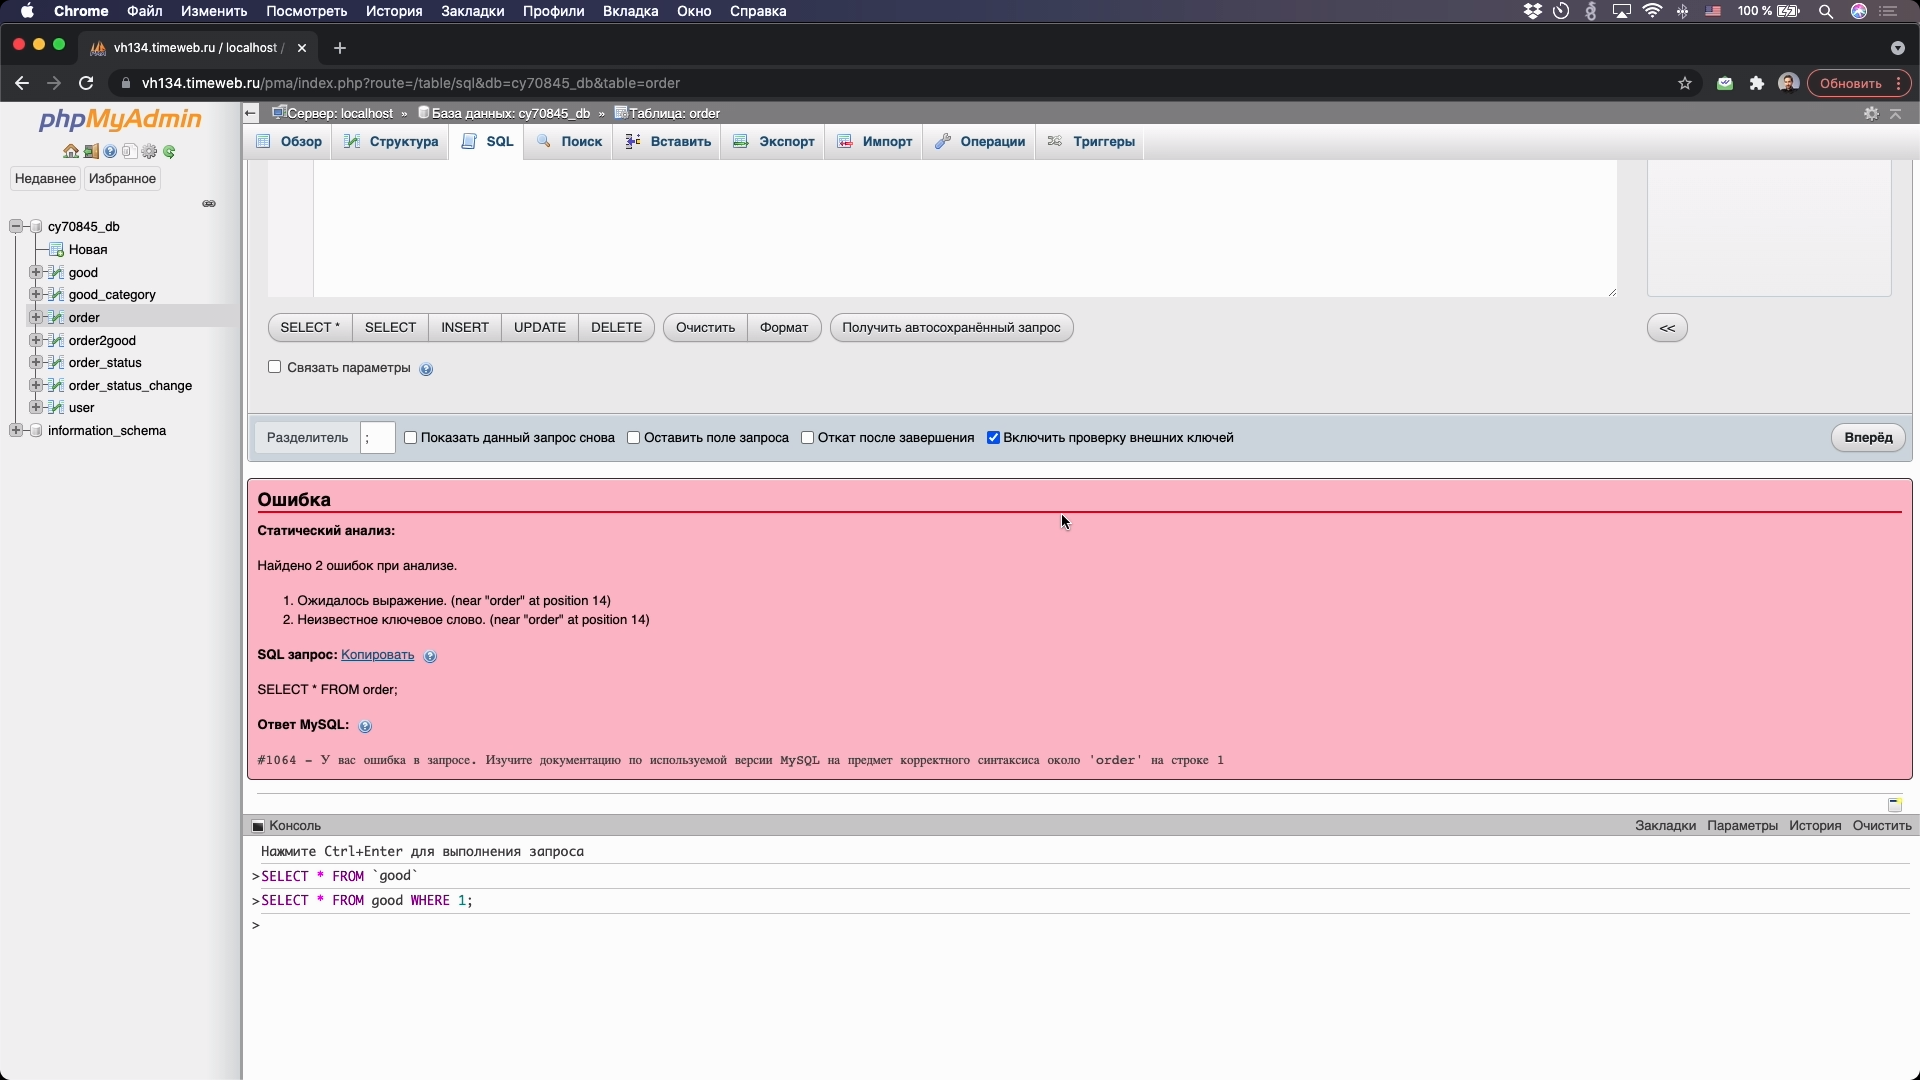 Chrome Файл Изменить Посмотреть История Закладки Профили Вкладка Окно Справка 100 %
vh134.timeweb.ru / localhost /
vh134.timeweb.ru/pma/index.php?route=/table/sql&db=cy70845_db&table=order Обновить
phpMyAdmin
Недавнее Избранное
cy70845_db
Новая
good
good_category
order
order2good
order_status
order_status_change
user
information_schema
Сервер: localhost » База данных: cy70845_db » Таблица: order
Обзор Структура SQL Поиск Вставить Экспорт Импорт Операции Триггеры
SELECT * SELECT INSERT UPDATE DELETE Очистить Формат Получить автосохранённый запрос <<
Связать параметры
Разделитель ; Показать данный запрос снова Оставить поле запроса Откат после завершения Включить проверку внешних ключей Вперёд
Ошибка
Статический анализ:
Найдено 2 ошибок при анализе.
1. Ожидалось выражение. (near "order" at position 14)
2. Неизвестное ключевое слово. (near "order" at position 14)
SQL запрос: Копировать
SELECT * FROM order;
Ответ MySQL:
#1064 - У вас ошибка в запросе. Изучите документацию по используемой версии MySQL на предмет корректного синтаксиса около 'order' на строке 1
Консоль Закладки Параметры История Очистить
Нажмите Ctrl+Enter для выполнения запроса
>SELECT * FROM `good`
>SELECT * FROM good WHERE 1;
>